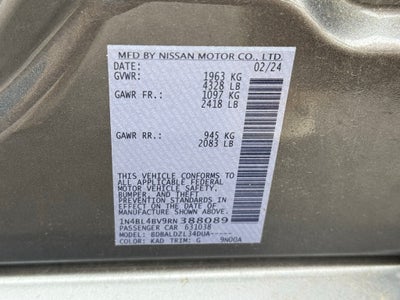 MFD BY NISSAN MOTOR CO., LTD.
DATE: 02/24
GVWR: 1963 KG
4328 LB
GAWR FR.: 1097 KG
2418 LB
GAWR RR.: 945 KG
2083 LB
THIS VEHICLE CONFORMS TO
ALL APPLICABLE FEDERAL
MOTOR VEHICLE SAFETY,
BUMPER, AND THEFT
PREVENTION STANDARDS
IN EFFECT ON THE DATE OF
MANUFACTURE SHOWN ABOVE.
1N4BL4BV9RN388089
PASSENGER CAR 631038
MODEL: BDBALDZL34DUA-----
COLOR: KAD TRIM: G 9N00A